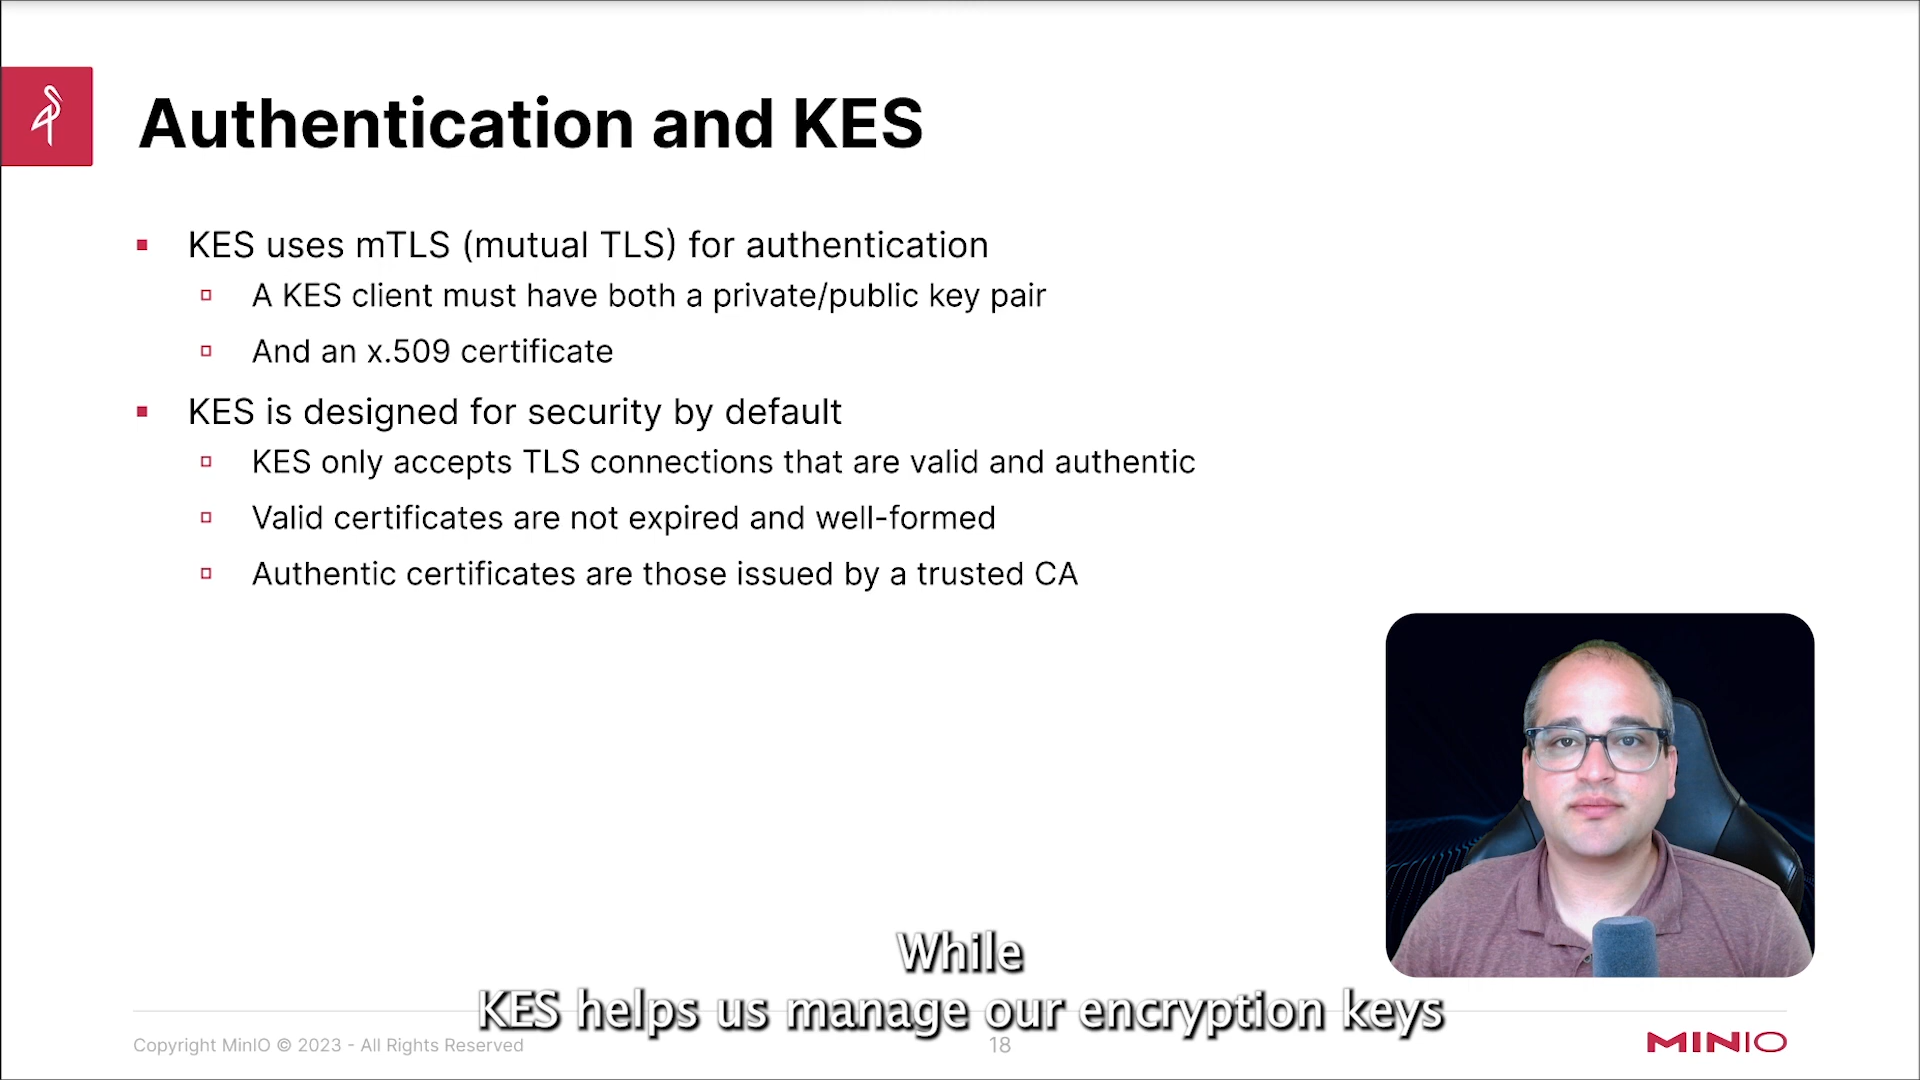 Authentication and KES
KES uses mTLS (mutual TLS) for authentication
A KES client must have both a private/public key pair
And an x.509 certificate
KES is designed for security by default
KES only accepts TLS connections that are valid and authentic
Valid certificates are not expired and well-formed
Authentic certificates are those issued by a trusted CA
While
KES helps us manage our encryption keys
Copyright MinIO © 2023 - All Rights Reserved
18
MINIO